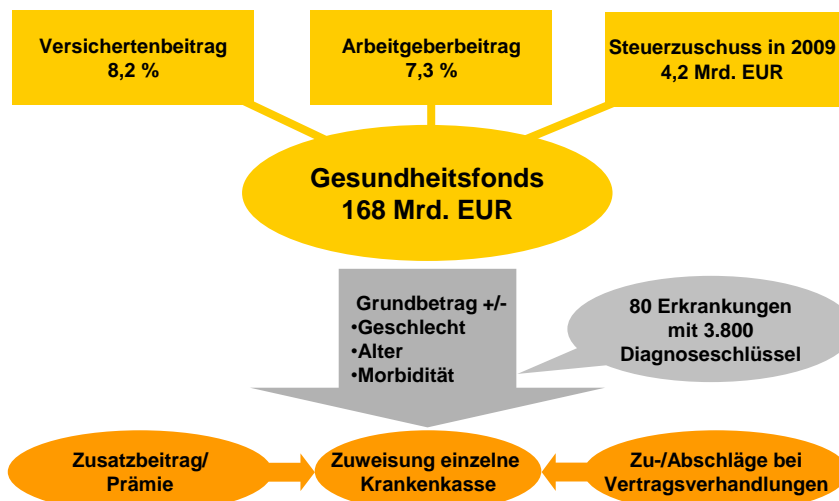 Versichertenbeitrag
8,2 %
Arbeitgeberbeitrag
7,3 %
Steuerzuschuss in 2009
4,2 Mrd. EUR
Gesundheitsfonds
168 Mrd. EUR
Grundbetrag +/-
•Geschlecht
•Alter
•Morbidität
80 Erkrankungen
mit 3.800
Diagnoseschlüssel
Zusatzbeitrag/
Prämie
Zuweisung einzelne
Krankenkasse
Zu-/Abschläge bei
Vertragsverhandlungen